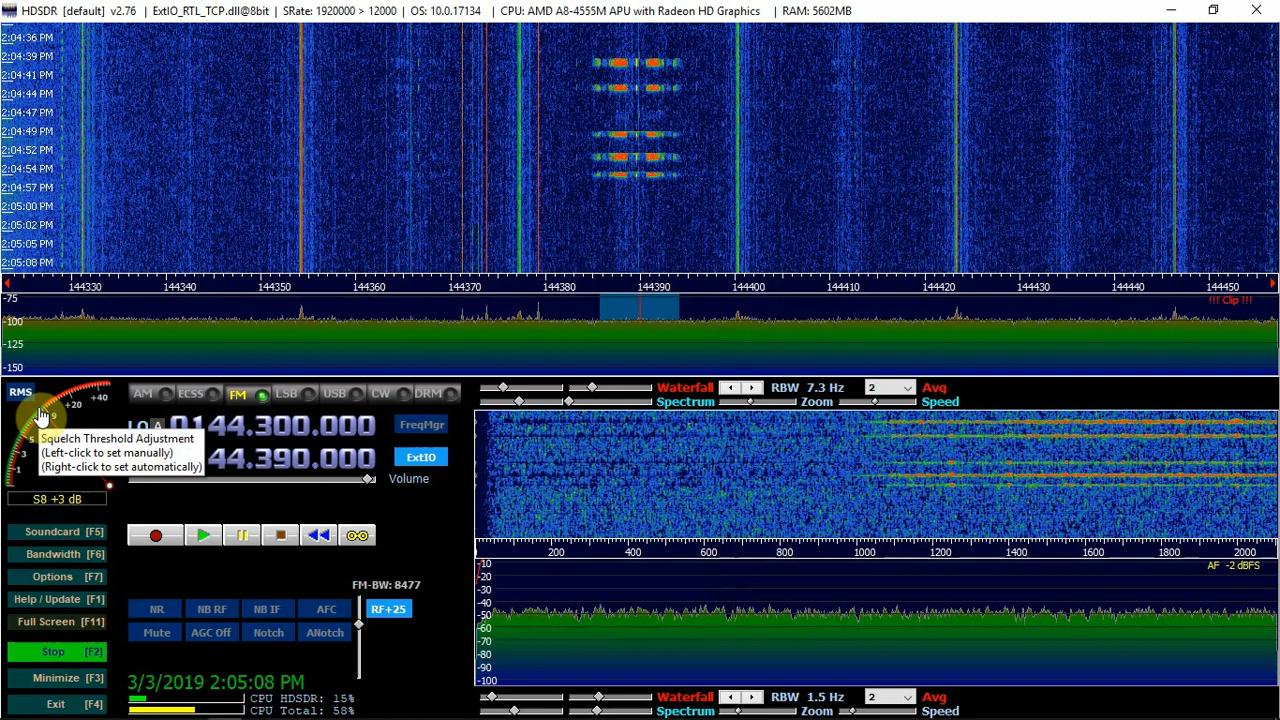 HDSDR [default] v2.76 | ExtIO_RTL_TCP.dll@8bit | SRate: 1920000 > 12000 | OS: 10.0.17134 | CPU: AMD A8-4555M APU with Radeon HD Graphics | RAM: 5602MB
2:04:36 PM
2:04:39 PM
2:04:41 PM
2:04:44 PM
2:04:47 PM
2:04:49 PM
2:04:52 PM
2:04:54 PM
2:04:57 PM
2:05:00 PM
2:05:02 PM
2:05:05 PM
2:05:08 PM
144330 144350 144360 144370 144380 144390 144400 144410 144423 144430 144440 144450
-75 !!! Clip !!!
-100
-125
-150
RMS
9 +20 +40
5
3
1
S8 +3 dB
AM ECSS FM LSB USB CW DRM
LO A 0144.300.000
44.390.000
FreqMgr
ExtIO
Volume
Squelch Threshold Adjustment
(Left-click to set manually)
(Right-click to set automatically)
Waterfall RBW 7.3 Hz 2 Avg
Spectrum Zoom Speed
Soundcard [F5]
Bandwidth [F6]
Options [F7]
Help / Update [F1]
Full Screen [F11]
Stop [F2]
Minimize [F3]
Exit [F4]
FM-BW: 8477
NR NB RF NB IF AFC RF+25
Mute AGC Off Notch ANotch
3/3/2019 2:05:08 PM
CPU HDSDR: 15%
CPU Total: 58%
200 400 600 800 1000 1200 1400 1600 1800 2000
-10 AF -2 dBFS
-20
-30
-40
-50
-60
-70
-80
-100
Waterfall RBW 1.5 Hz 2 Avg
Spectrum Zoom Speed